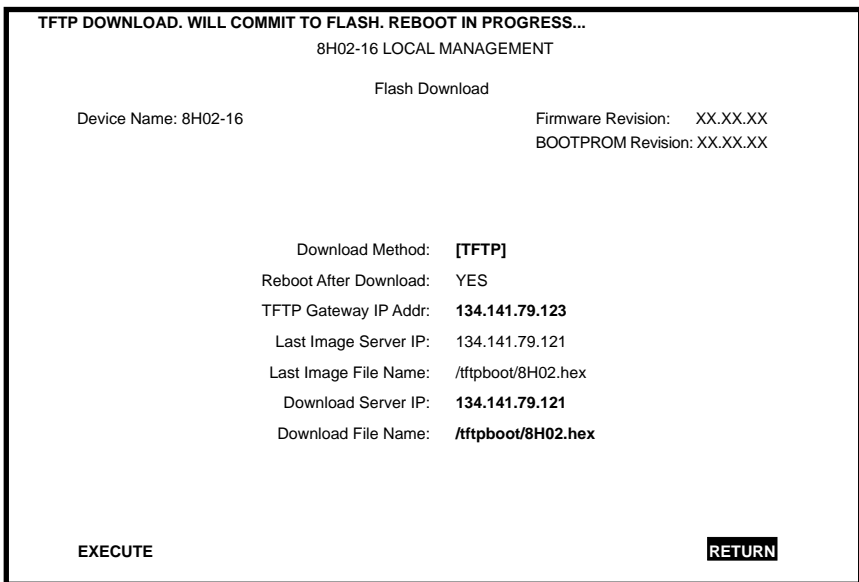 TFTP DOWNLOAD. WILL COMMIT TO FLASH. REBOOT IN PROGRESS...
8H02-16 LOCAL MANAGEMENT
Flash Download
Device Name: 8H02-16 Firmware Revision: XX.XX.XX
BOOTPROM Revision: XX.XX.XX
Download Method: [TFTP]
Reboot After Download: YES
TFTP Gateway IP Addr: 134.141.79.123
Last Image Server IP: 134.141.79.121
Last Image File Name: /tftpboot/8H02.hex
Download Server IP: 134.141.79.121
Download File Name: /tftpboot/8H02.hex
EXECUTE RETURN